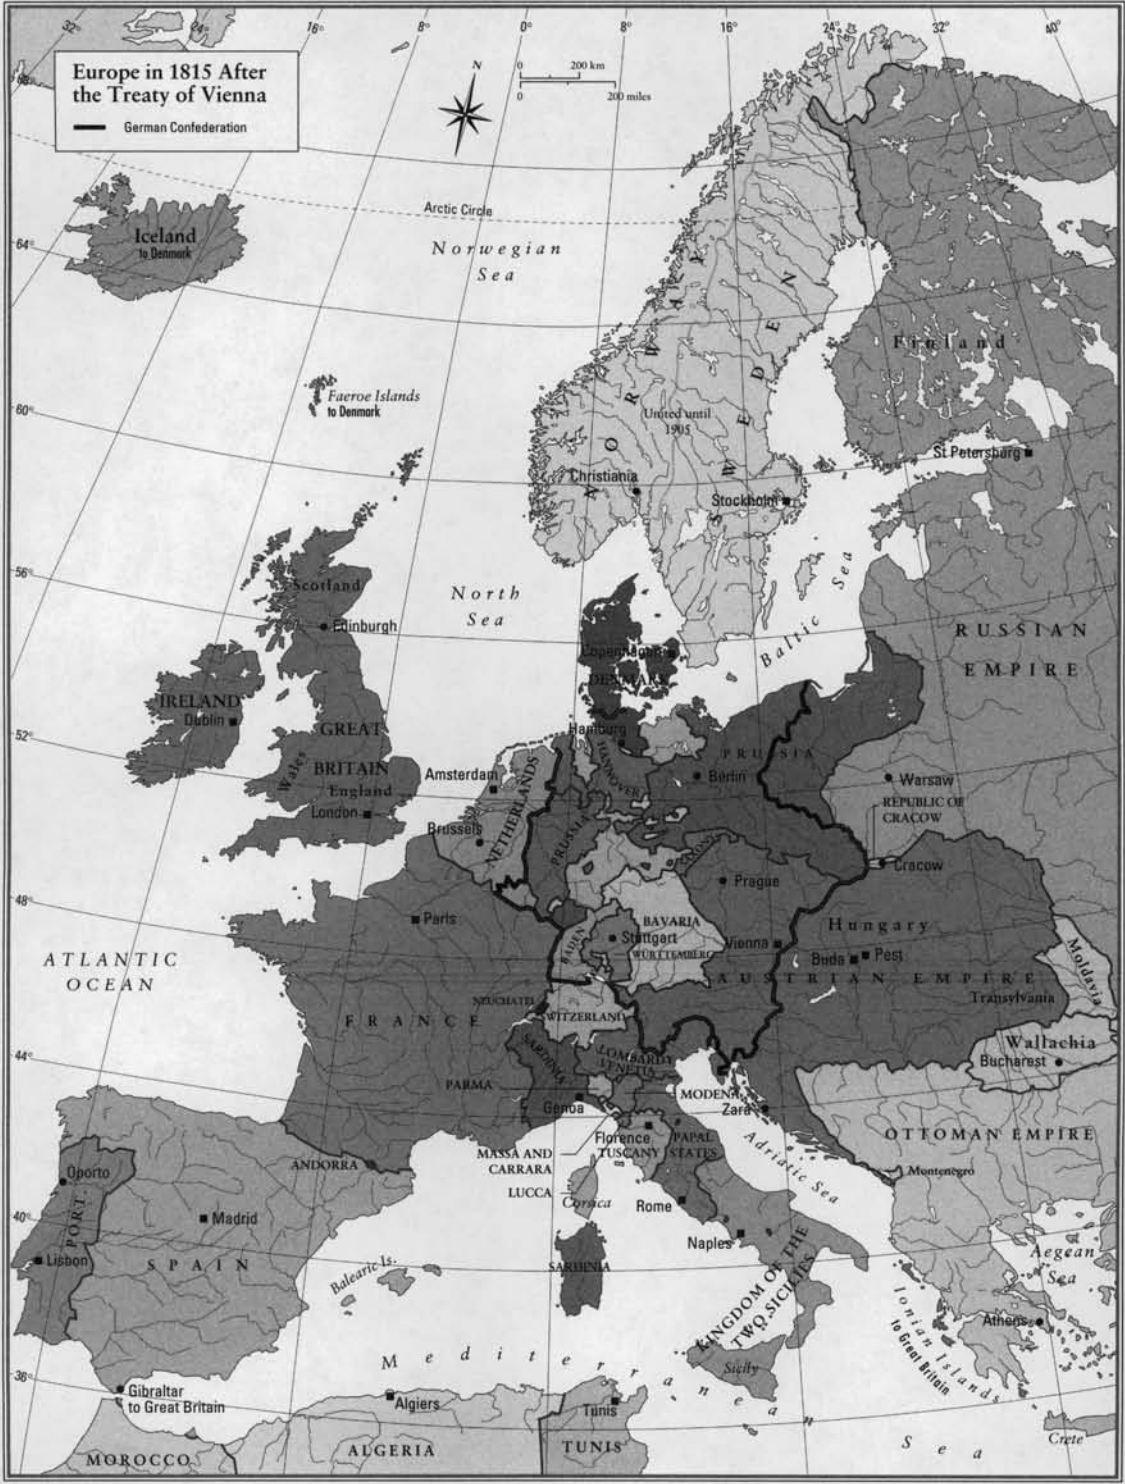 32°
24°
16°
8°
0°
8°
16°
24°
32°
40°
Europe in 1815 After
the Treaty of Vienna
German Confederation
N
0
200 km
0
200 miles
68°
64°
60°
56°
52°
48°
44°
40°
36°
Arctic Circle
Iceland
to Denmark
Norwegian
Sea
Faeroe Islands
to Denmark
NORWAY
SWEDEN
United until
1905
Christiania
Stockholm
Finland
St Petersburg
North
Sea
Baltic Sea
Scotland
Edinburgh
IRELAND
Dublin
GREAT
BRITAIN
Wales
England
London
Copenhagen
DENMARK
Hamburg
HANNOVER
RUSSIAN
EMPIRE
PRUSSIA
Berlin
Warsaw
REPUBLIC OF
CRACOW
Cracow
Amsterdam
NETHERLANDS
Brussels
PRUSSIA
SAXONY
Prague
Paris
BAVARIA
BADEN
Stuttgart
WÜRTTEMBERG
Vienna
Hungary
Buda
Pest
AUSTRIAN EMPIRE
Transylvania
Moldavia
Wallachia
Bucharest
ATLANTIC
OCEAN
FRANCE
NEUCHATEL
SWITZERLAND
SARDINIA
LOMBARDY
VENETIA
PARMA
MODENA
Genoa
Zara
OTTOMAN EMPIRE
Montenegro
Florence
TUSCANY
PAPAL
STATES
MASSA AND
CARRARA
LUCCA
Corsica
Adriatic Sea
Rome
Naples
ANDORRA
Oporto
PORT.
Lisbon
Madrid
SPAIN
Balearic Is.
SARDINIA
KINGDOM OF THE
TWO SICILIES
Sicily
Aegean
Sea
Athens
Ionian Islands
to Great Britain
Mediterranean
Sea
Crete
Gibraltar
to Great Britain
Algiers
Tunis
MOROCCO
ALGERIA
TUNIS